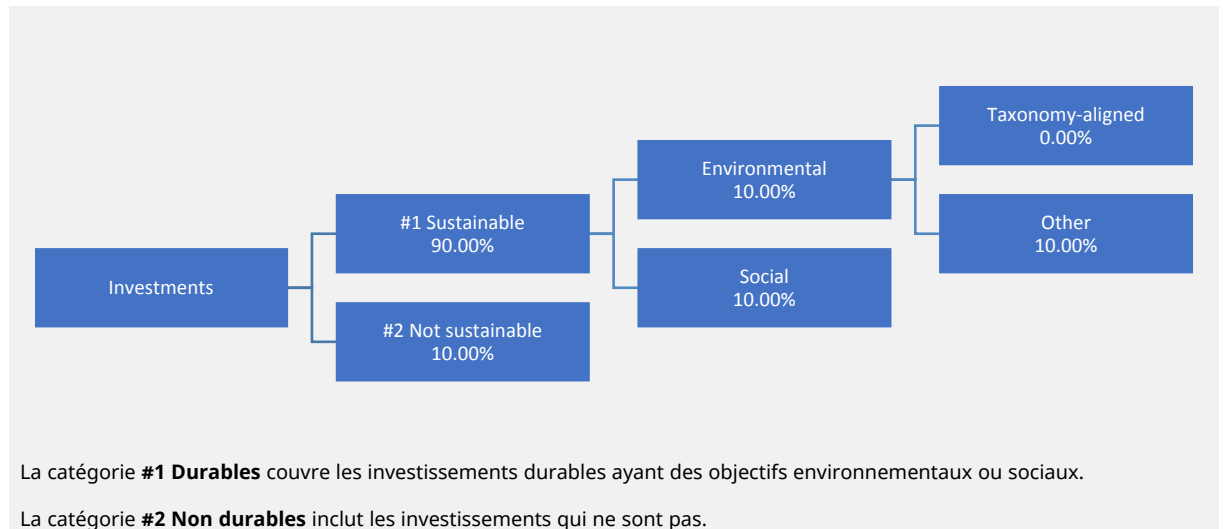 Investments
#1 Sustainable
90.00%
#2 Not sustainable
10.00%
Environmental
10.00%
Social
10.00%
Taxonomy-aligned
0.00%
Other
10.00%
La catégorie #1 Durables couvre les investissements durables ayant des objectifs environnementaux ou sociaux.
La catégorie #2 Non durables inclut les investissements qui ne sont pas.